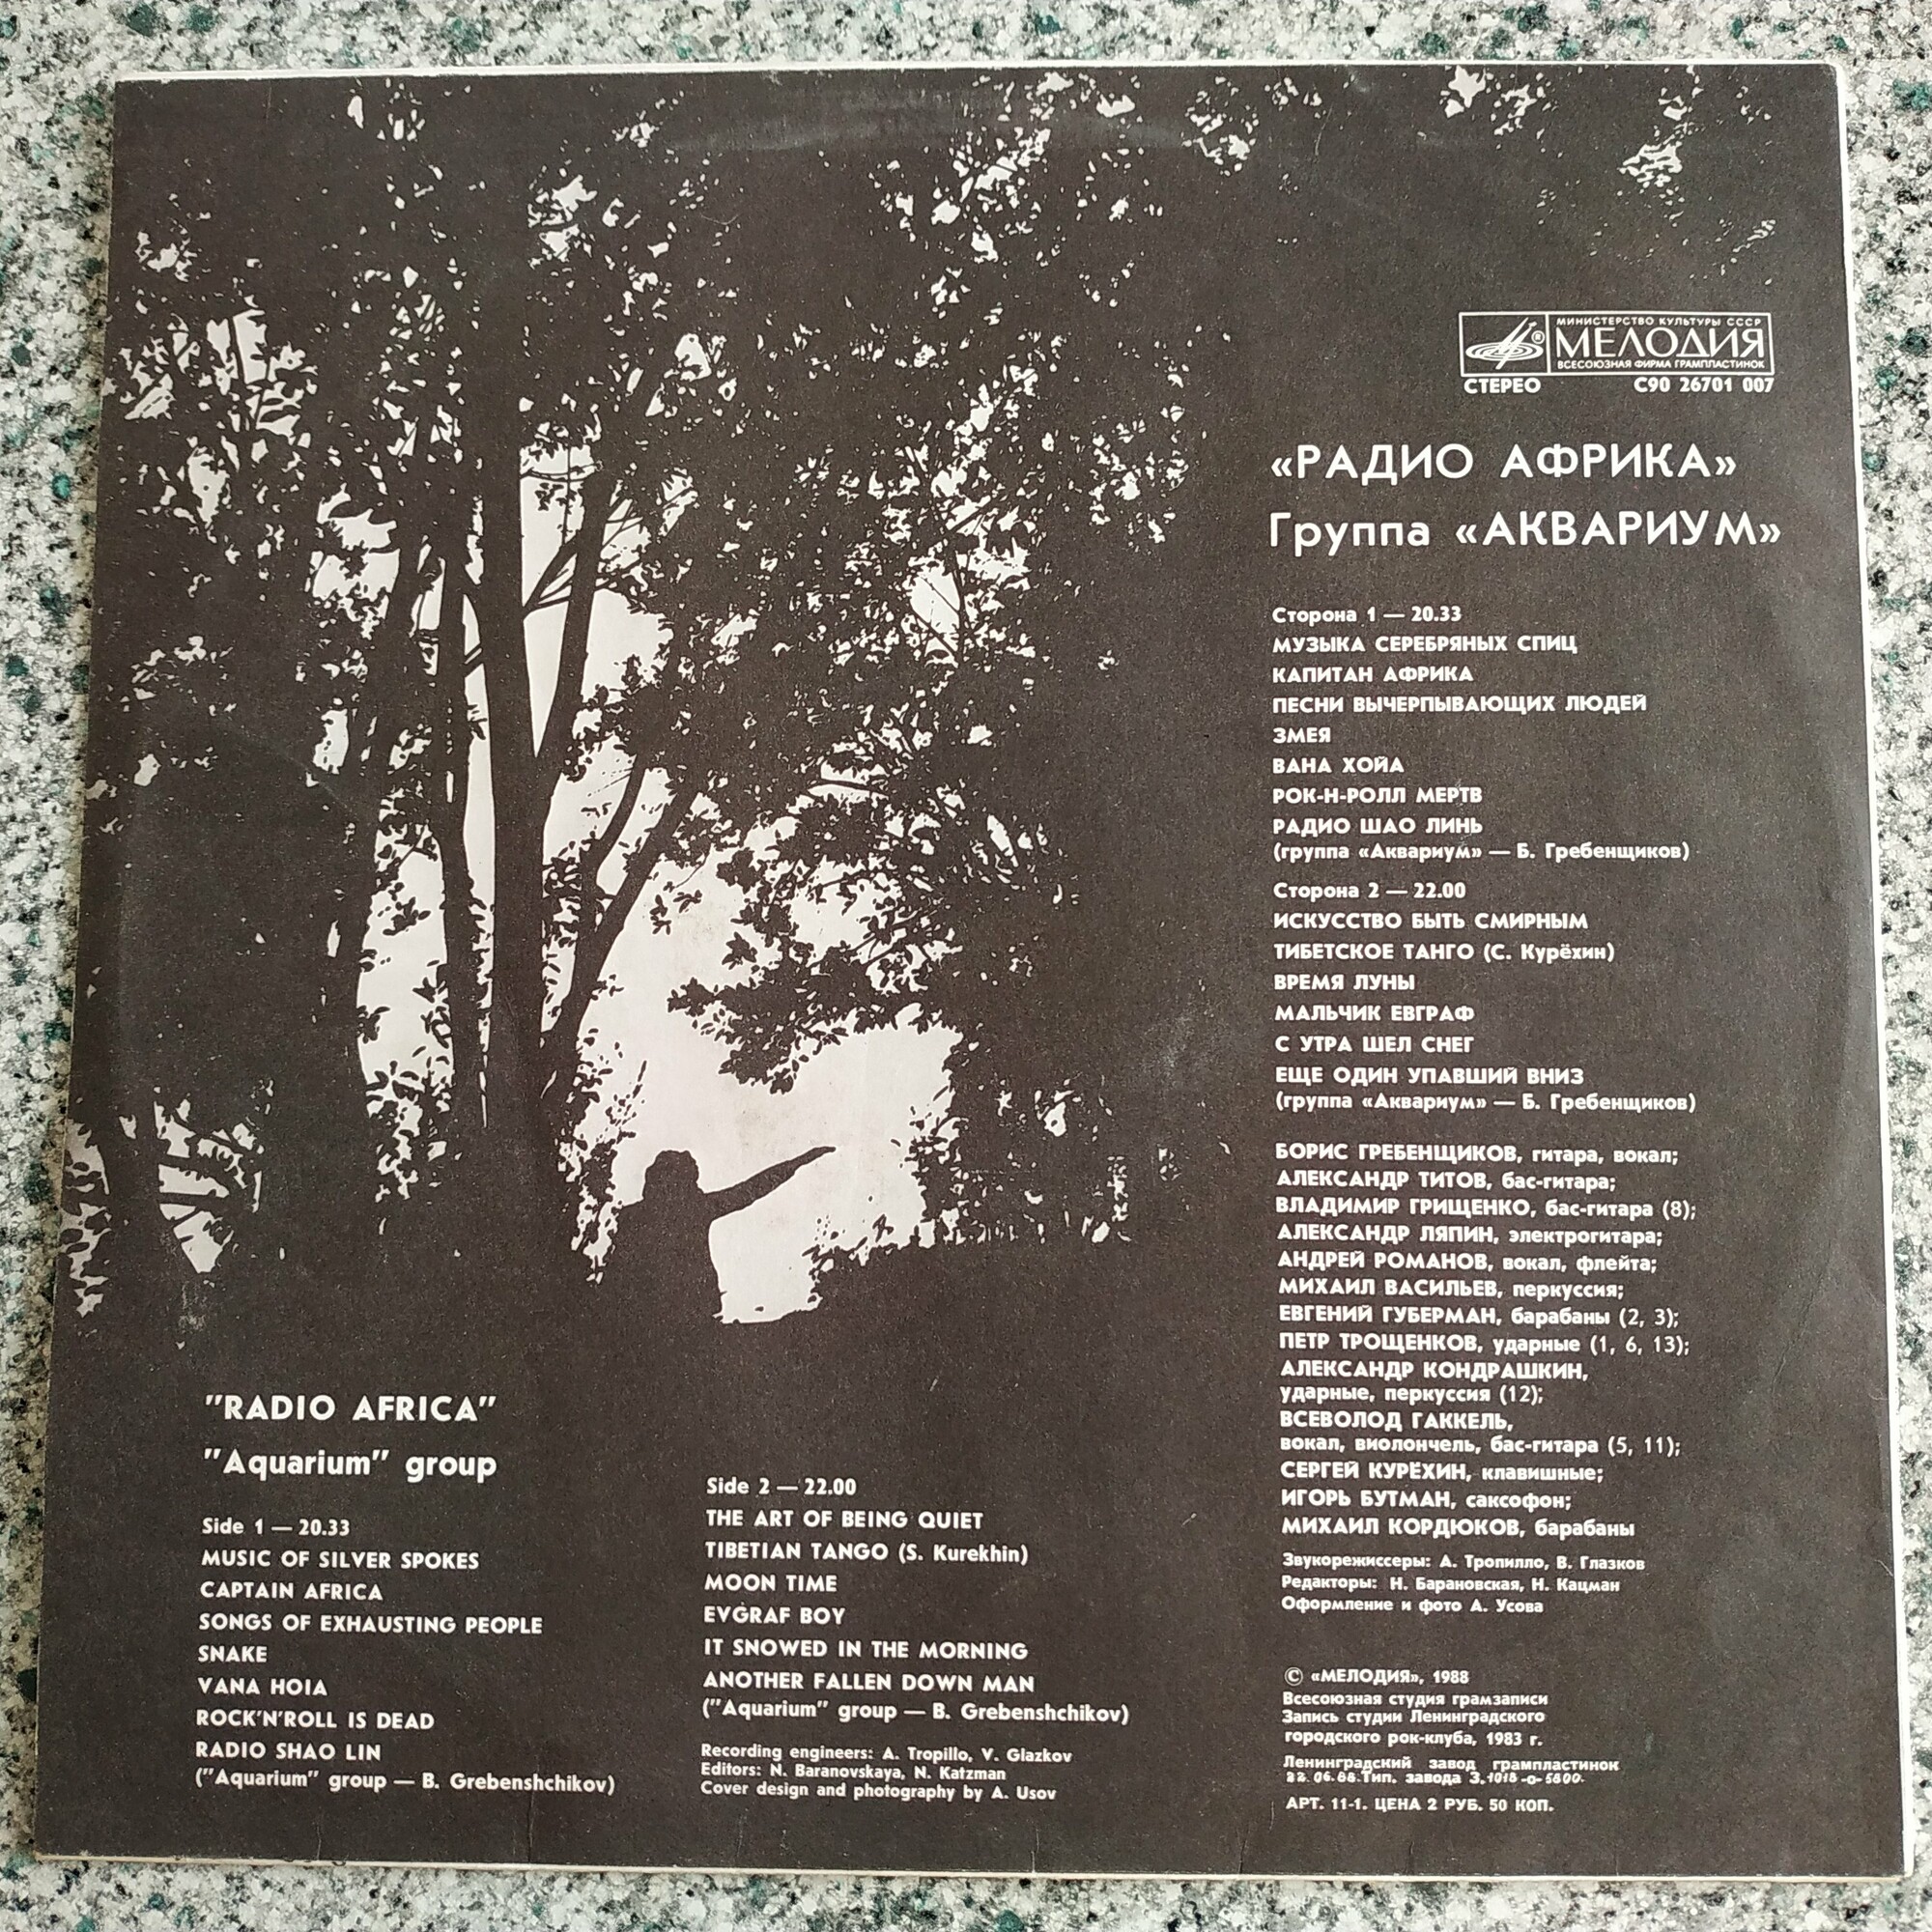 МИНИСТЕРСТВО КУЛЬТУРЫ СССР
МЕЛОДИЯ
ВСЕСОЮЗНАЯ ФИРМА ГРАМПЛАСТИНОК
СТЕРЕО С90 26701 007
«РАДИО АФРИКА»
Группа «АКВАРИУМ»
Сторона 1 — 20.33
МУЗЫКА СЕРЕБРЯНЫХ СПИЦ
КАПИТАН АФРИКА
ПЕСНИ ВЫЧЕРПЫВАЮЩИХ ЛЮДЕЙ
ЗМЕЯ
ВАНА ХОЙА
РОК-Н-РОЛЛ МЕРТВ
РАДИО ШАО ЛИНЬ
(группа «Аквариум» — Б. Гребенщиков)
Сторона 2 — 22.00
ИСКУССТВО БЫТЬ СМИРНЫМ
ТИБЕТСКОЕ ТАНГО (С. Курёхин)
ВРЕМЯ ЛУНЫ
МАЛЬЧИК ЕВГРАФ
С УТРА ШЕЛ СНЕГ
ЕЩЕ ОДИН УПАВШИЙ ВНИЗ
(группа «Аквариум» — Б. Гребенщиков)
БОРИС ГРЕБЕНЩИКОВ, гитара, вокал;
АЛЕКСАНДР ТИТОВ, бас-гитара;
ВЛАДИМИР ГРИЩЕНКО, бас-гитара (8);
АЛЕКСАНДР ЛЯПИН, электрогитара;
АНДРЕЙ РОМАНОВ, вокал, флейта;
МИХАИЛ ВАСИЛЬЕВ, перкуссия;
ЕВГЕНИЙ ГУБЕРМАН, барабаны (2, 3);
ПЕТР ТРОЩЕНКОВ, ударные (1, 6, 13);
АЛЕКСАНДР КОНДРАШКИН,
ударные, перкуссия (12);
ВСЕВОЛОД ГАККЕЛЬ,
вокал, виолончель, бас-гитара (5, 11);
СЕРГЕЙ КУРЁХИН, клавишные;
ИГОРЬ БУТМАН, саксофон;
МИХАИЛ КОРДЮКОВ, барабаны
Звукорежиссеры: А. Тропилло, В. Глазков
Редакторы: Н. Барановская, Н. Кацман
Оформление и фото А. Усова
© «МЕЛОДИЯ», 1988
Всесоюзная студия грамзаписи
Запись студии Ленинградского
городского рок-клуба, 1983 г.
Ленинградский завод грампластинок
22.06.88.Тип. завода З.1018-о-5800.
АРТ. 11-1. ЦЕНА 2 РУБ. 50 КОП.
"RADIO AFRICA"
"Aquarium" group
Side 1 — 20.33
MUSIC OF SILVER SPOKES
CAPTAIN AFRICA
SONGS OF EXHAUSTING PEOPLE
SNAKE
VANA HOIA
ROCK'N'ROLL IS DEAD
RADIO SHAO LIN
("Aquarium" group — B. Grebenshchikov)
Side 2 — 22.00
THE ART OF BEING QUIET
TIBETIAN TANGO (S. Kurekhin)
MOON TIME
EVGRAF BOY
IT SNOWED IN THE MORNING
ANOTHER FALLEN DOWN MAN
("Aquarium" group — B. Grebenshchikov)
Recording engineers: A. Tropillo, V. Glazkov
Editors: N. Baranovskaya, N. Katzman
Cover design and photography by A. Usov